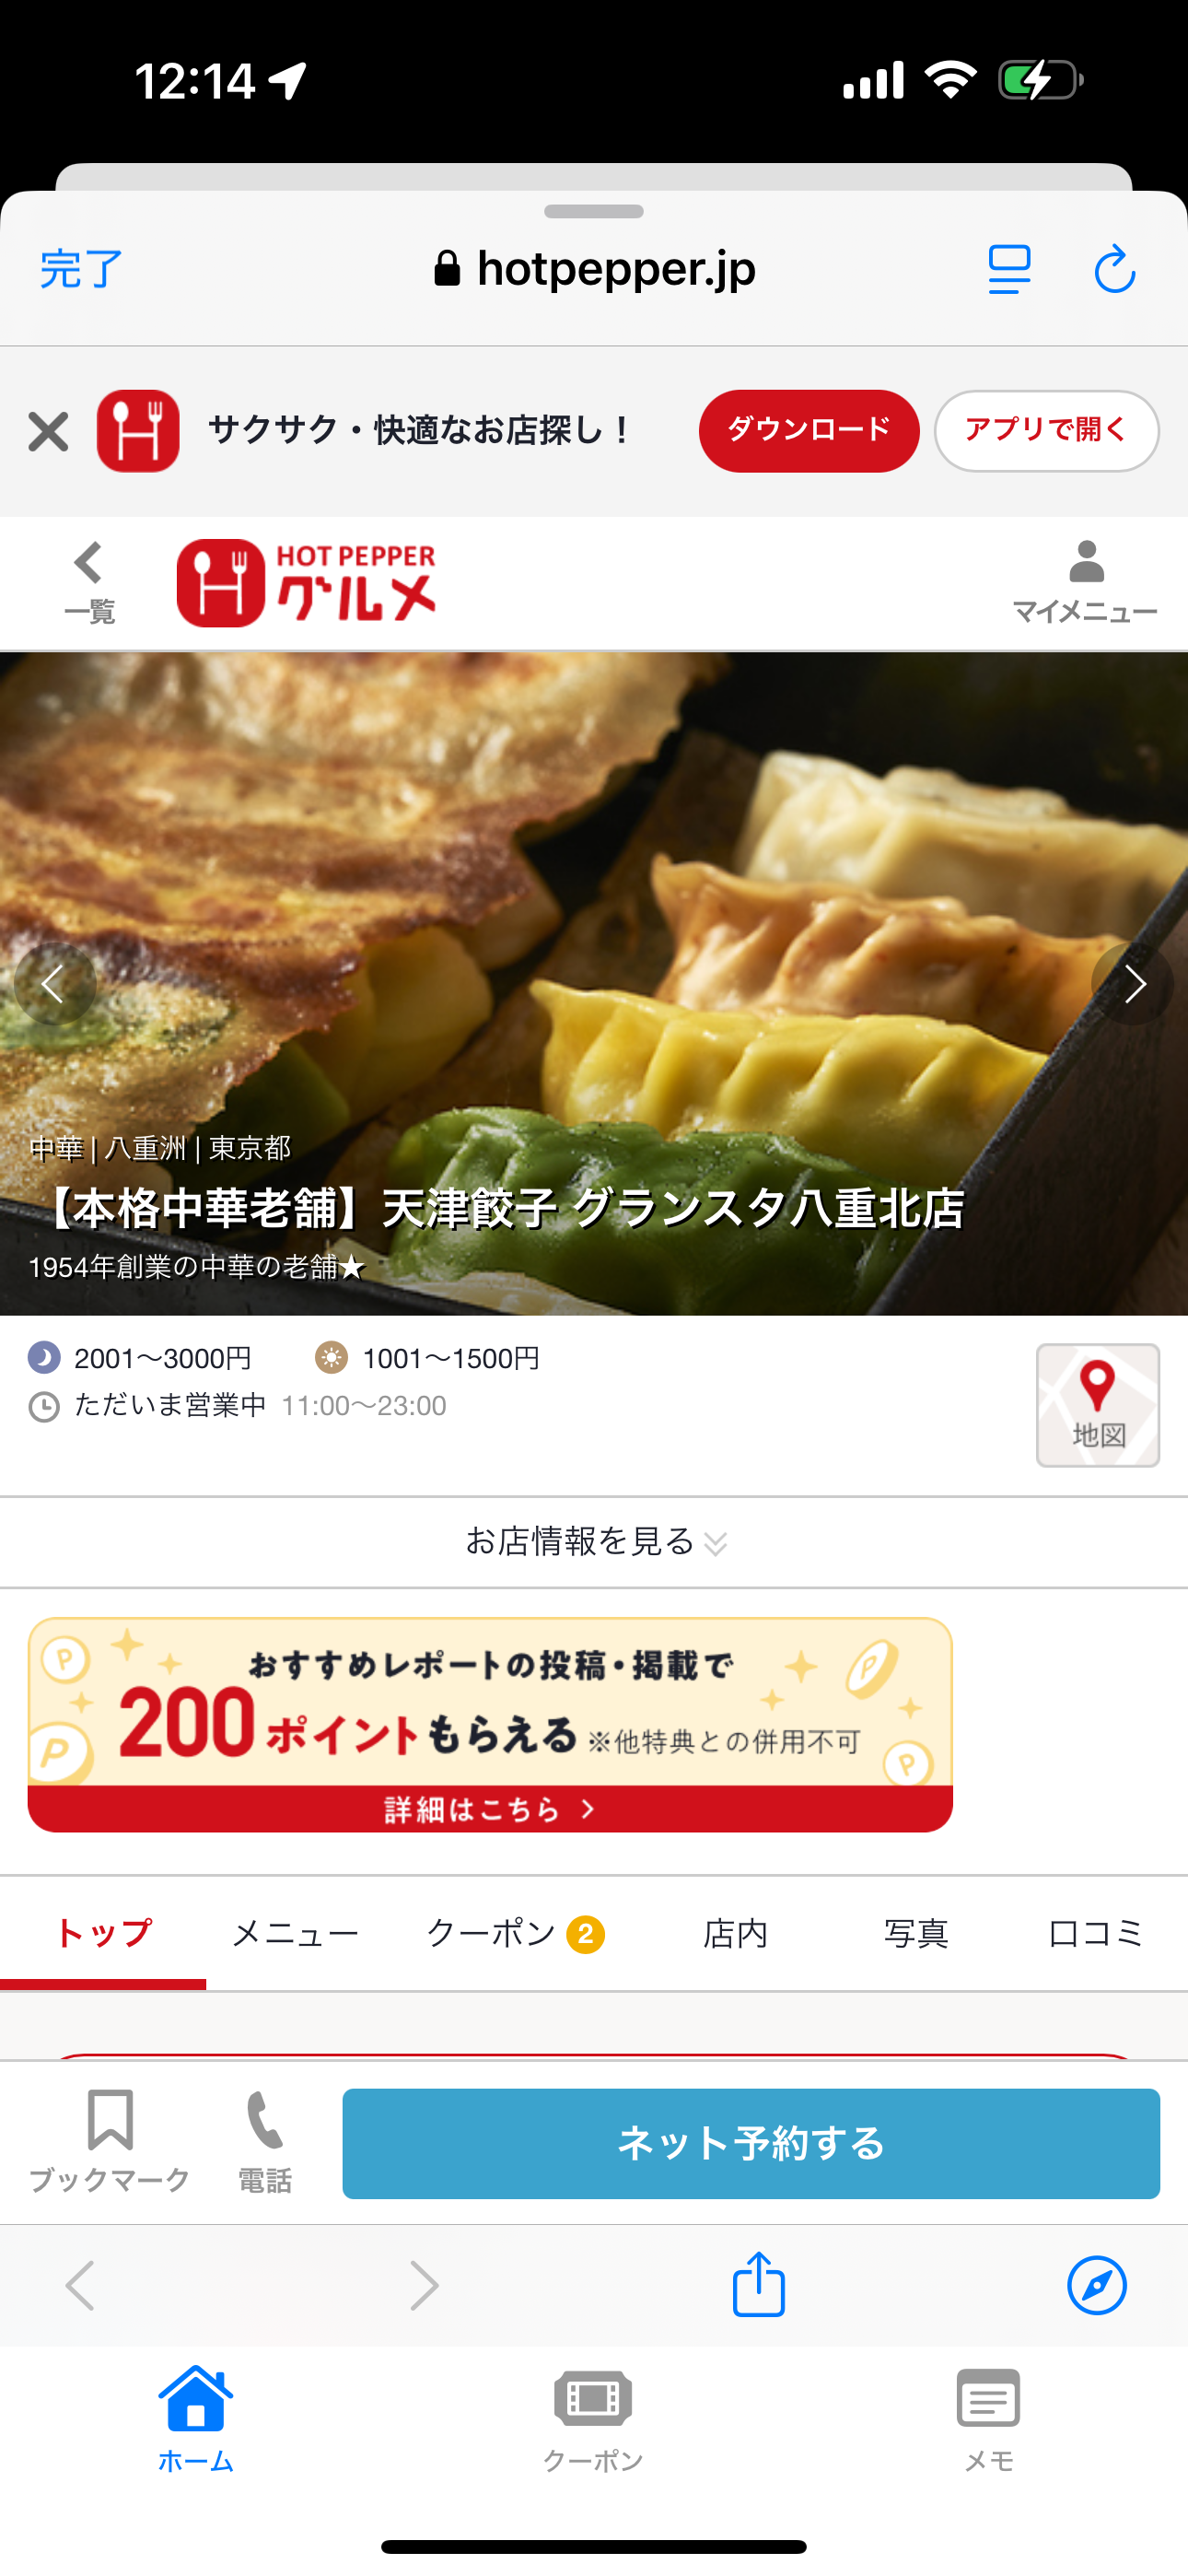 12:14
完了
hotpepper.jp
サクサク・快適なお店探し！
ダウンロード
アプリで開く
一覧
HOT PEPPER
グルメ
マイメニュー
中華 | 八重洲 | 東京都
【本格中華老舗】天津餃子 グランスタ八重北店
1954年創業の中華の老舗★
2001～3000円
1001～1500円
ただいま営業中 11:00～23:00
地図
お店情報を見る
おすすめレポートの投稿・掲載で
200ポイントもらえる ※他特典との併用不可
詳細はこちら
トップ
メニュー
クーポン 2
店内
写真
口コミ
ブックマーク
電話
ネット予約する
ホーム
クーポン
メモ